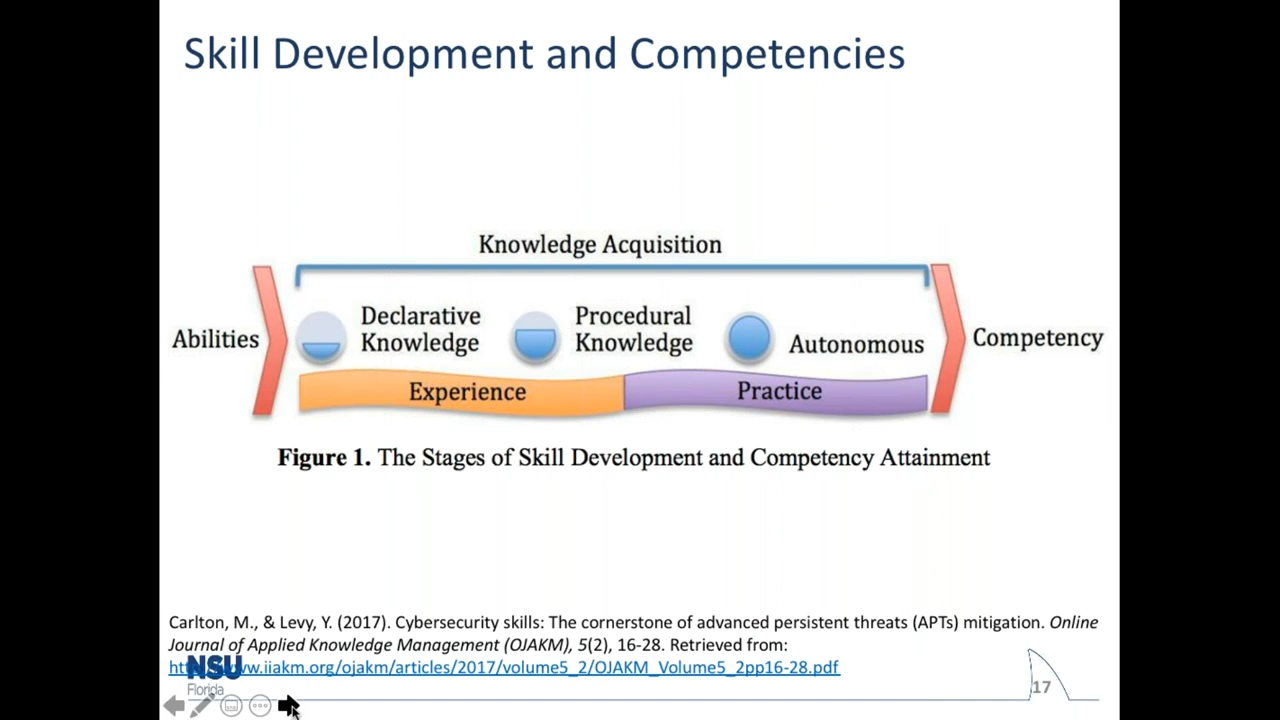 Skill Development and Competencies
Knowledge Acquisition
Abilities
Declarative
Knowledge
Procedural
Knowledge
Autonomous
Competency
Experience
Practice
Figure 1. The Stages of Skill Development and Competency Attainment
Carlton, M., & Levy, Y. (2017). Cybersecurity skills: The cornerstone of advanced persistent threats (APTs) mitigation. Online
Journal of Applied Knowledge Management (OJAKM), 5(2), 16-28. Retrieved from:
http://www.iiakm.org/ojakm/articles/2017/volume5_2/OJAKM_Volume5_2pp16-28.pdf
NSU
Florida
17